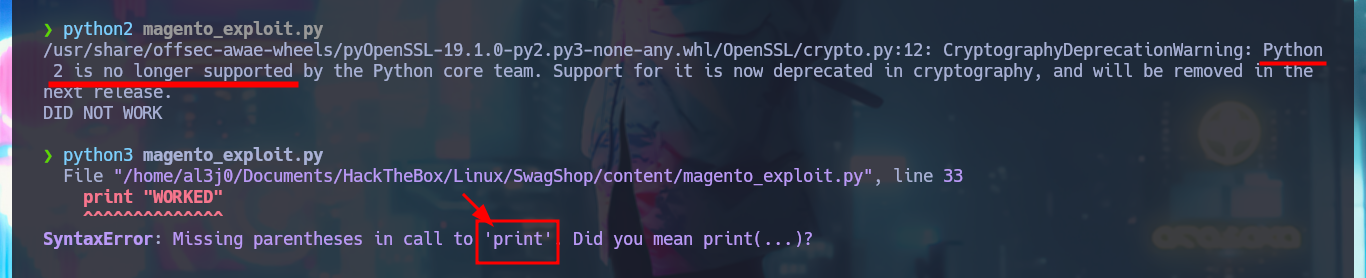 ❯ python2 magento_exploit.py
/usr/share/offsec-awae-wheels/pyOpenSSL-19.1.0-py2.py3-none-any.whl/OpenSSL/crypto.py:12: CryptographyDeprecationWarning: Python
2 is no longer supported by the Python core team. Support for it is now deprecated in cryptography, and will be removed in the
next release.
DID NOT WORK
❯ python3 magento_exploit.py
File "/home/al3j0/Documents/HackTheBox/Linux/SwagShop/content/magento_exploit.py", line 33
print "WORKED"
^^^^^^^^^^^^^^
SyntaxError: Missing parentheses in call to 'print'. Did you mean print(...)?